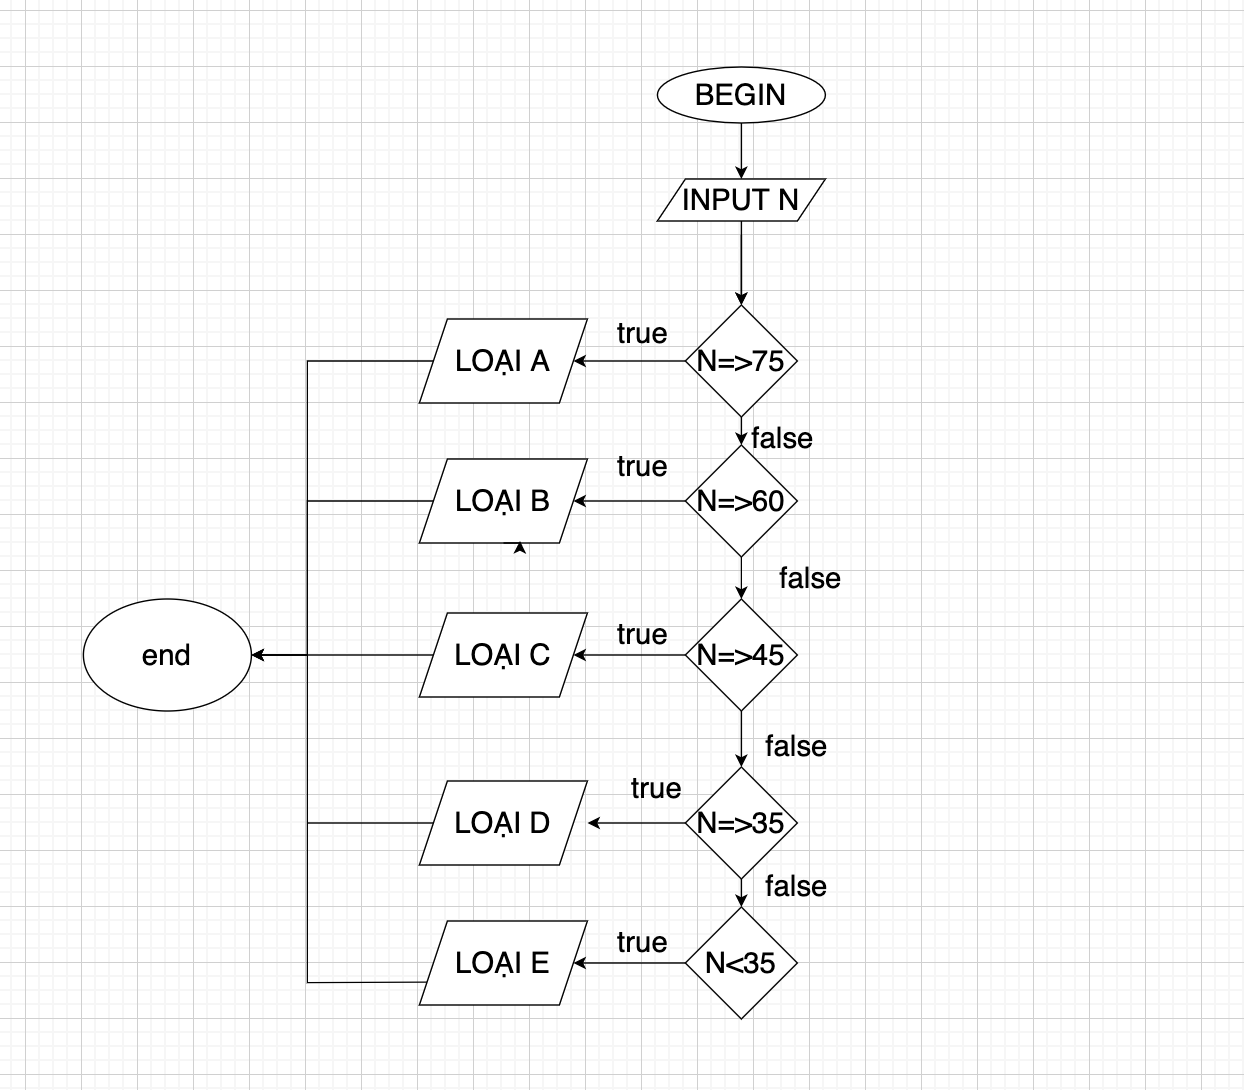 BEGIN
INPUT N
true
LOẠI A
N=>75
false
true
LOẠI B
N=>60
false
true
end
LOẠI C
N=>45
false
true
LOẠI D
N=>35
false
true
LOẠI E
N<35